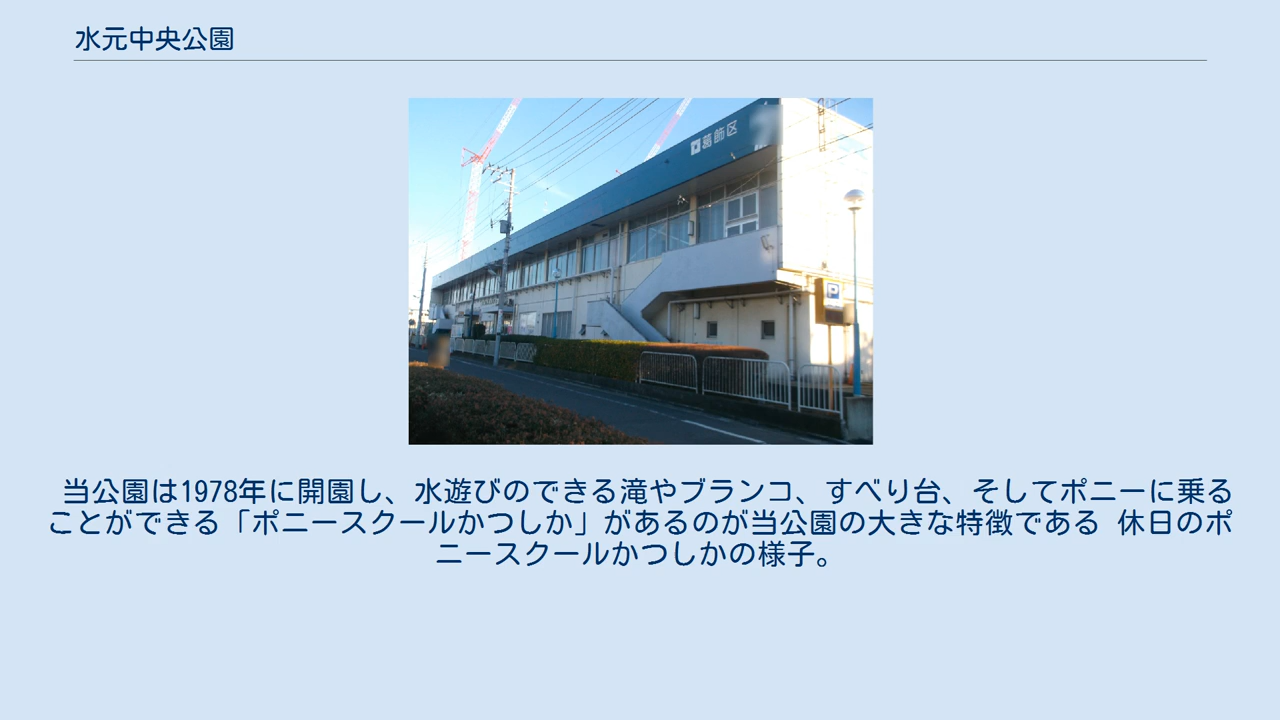 水元中央公園
葛飾区
P
当公園は1978年に開園し、水遊びのできる滝やブランコ、すべり台、そしてポニーに乗る
ことができる「ポニースクールかつしか」があるのが当公園の大きな特徴である 休日のポ
ニースクールかつしかの様子。